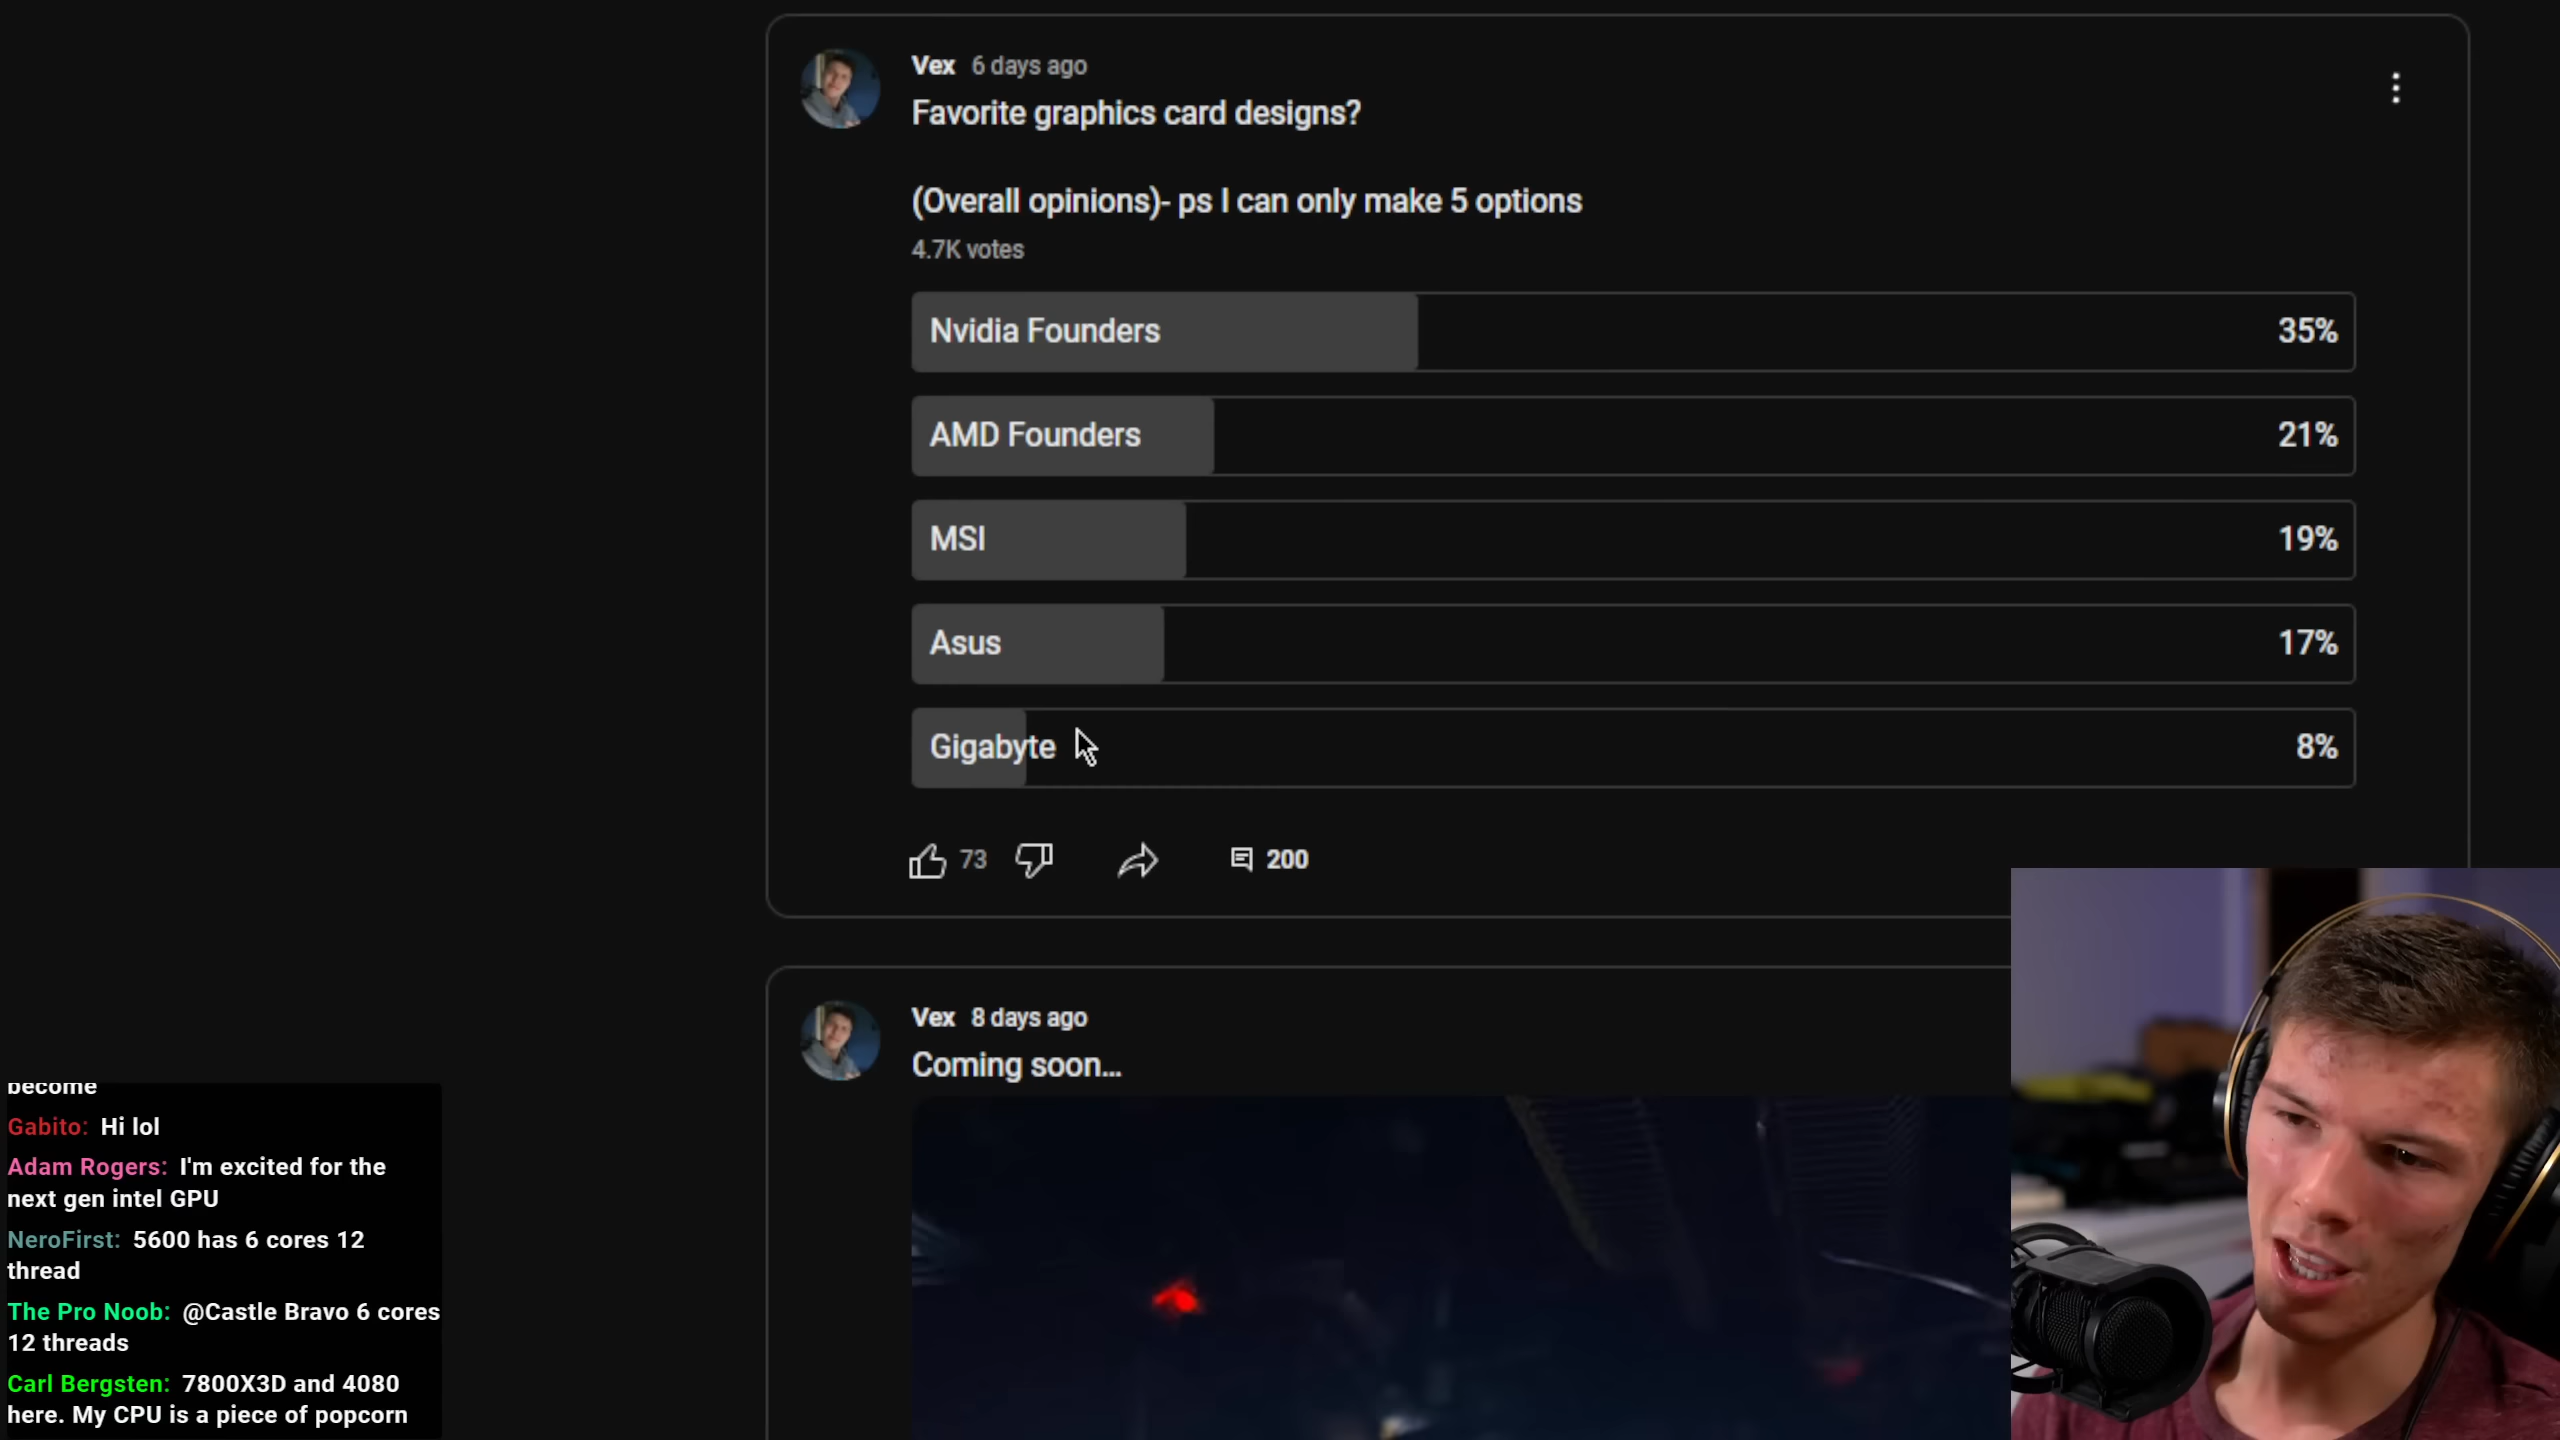 Vex 6 days ago
Favorite graphics card designs?
(Overall opinions)- ps I can only make 5 options
4.7K votes
Nvidia Founders 35%
AMD Founders 21%
MSI 19%
Asus 17%
Gigabyte 8%
73 200
Vex 8 days ago
Coming soon...
become
Gabito: Hi lol
Adam Rogers: I'm excited for the
next gen intel GPU
NeroFirst: 5600 has 6 cores 12
thread
The Pro Noob: @Castle Bravo 6 cores
12 threads
Carl Bergsten: 7800X3D and 4080
here. My CPU is a piece of popcorn